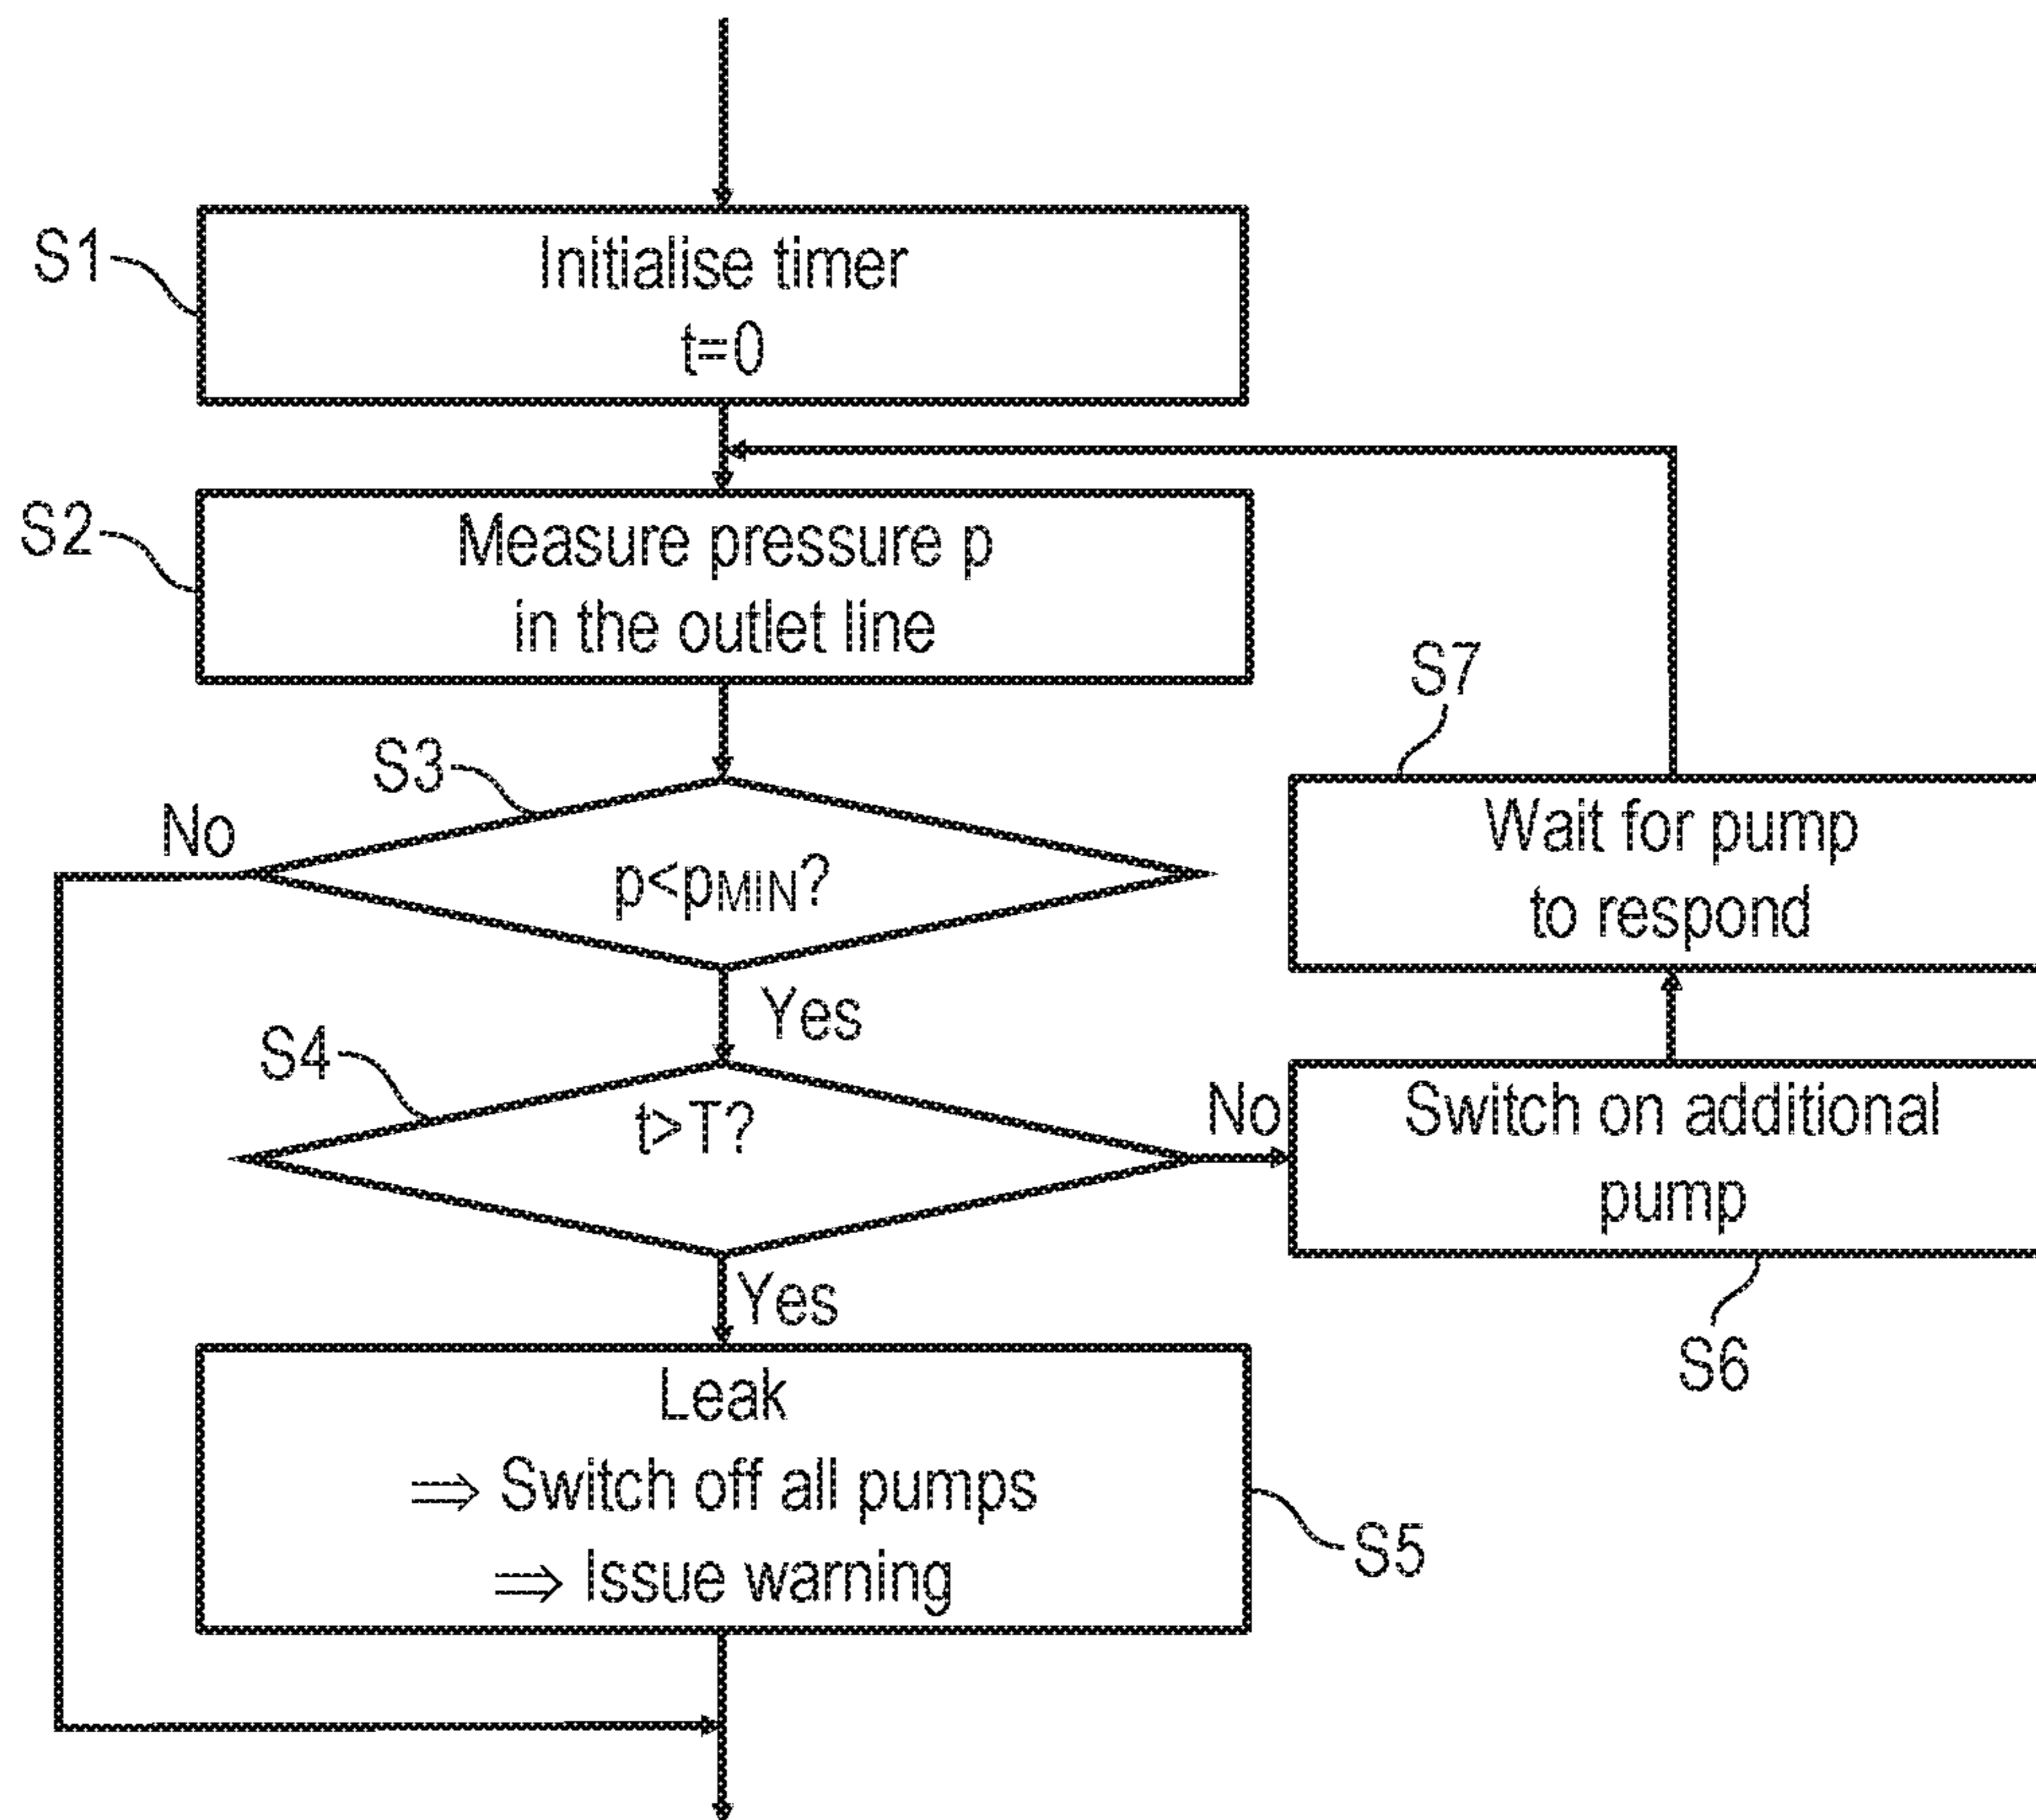 S1
Initialise timer
t=0
S2
Measure pressure p
in the outlet line
S3
No
p<pMIN?
Yes
S4
t>T?
No
Yes
Leak
⇒ Switch off all pumps
⇒ Issue warning
S5
S7
Wait for pump
to respond
Switch on additional
pump
S6